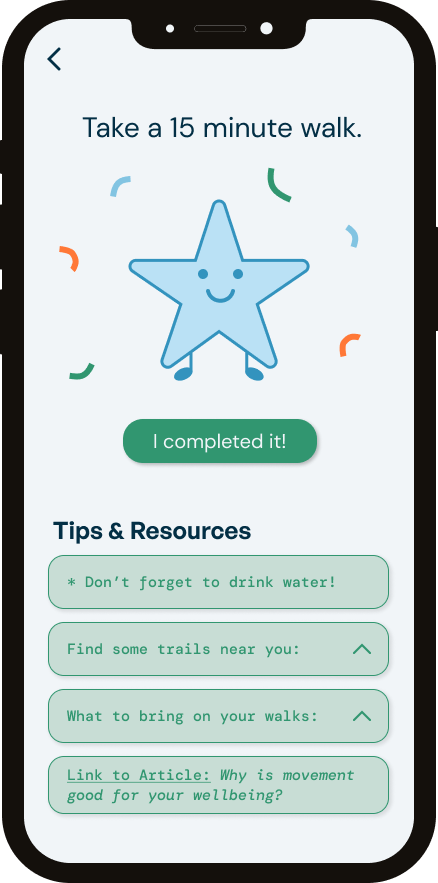 Take a 15 minute walk.
I completed it!
Tips & Resources
* Don’t forget to drink water!
Find some trails near you:
What to bring on your walks:
Link to Article: Why is movement
good for your wellbeing?